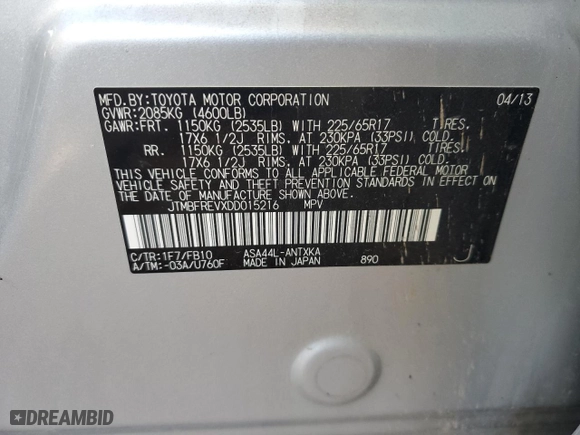 MFD. BY: TOYOTA MOTOR CORPORATION 04/13
GVWR: 2085KG (4600LB)
GAWR: FRT. 1150KG (2535LB) WITH 225/65R17 TIRES.
17X6 1/2J RIMS. AT 230KPA (33PSI) COLD.
RR. 1150KG (2535LB) WITH 225/65R17 TIRES.
17X6 1/2J RIMS. AT 230KPA (33PSI) COLD.
THIS VEHICLE CONFORMS TO ALL APPLICABLE FEDERAL MOTOR
VEHICLE SAFETY AND THEFT PREVENTION STANDARDS IN EFFECT ON
THE DATE OF MANUFACTURE SHOWN ABOVE.
JTMBFREVXDD015216 MPV
C/TR: 1F7/FB10 ASA44L-ANTXKA
A/TM: -03A/U760F MADE IN JAPAN 890 J
DREAMBID